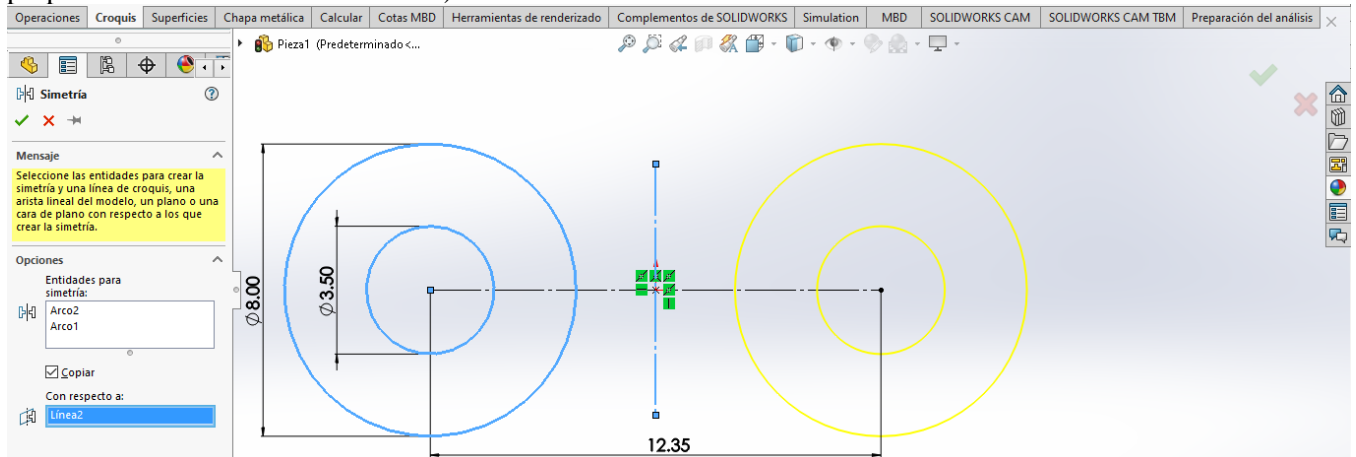 Operaciones Croquis Superficies Chapa metálica Calcular Cotas MBD Herramientas de renderizado Complementos de SOLIDWORKS Simulation MBD SOLIDWORKS CAM SOLIDWORKS CAM TBM Preparación del análisis
Pieza1 (Predeterminado<...
Simetría
Mensaje
Seleccione las entidades para crear la
simetría y una línea de croquis, una
arista lineal del modelo, un plano o una
cara de plano con respecto a los que
crear la simetría.
Opciones
Entidades para
simetría:
Arco2
Arco1
Copiar
Con respecto a:
Línea2
∅8.00
∅3.50
12.35